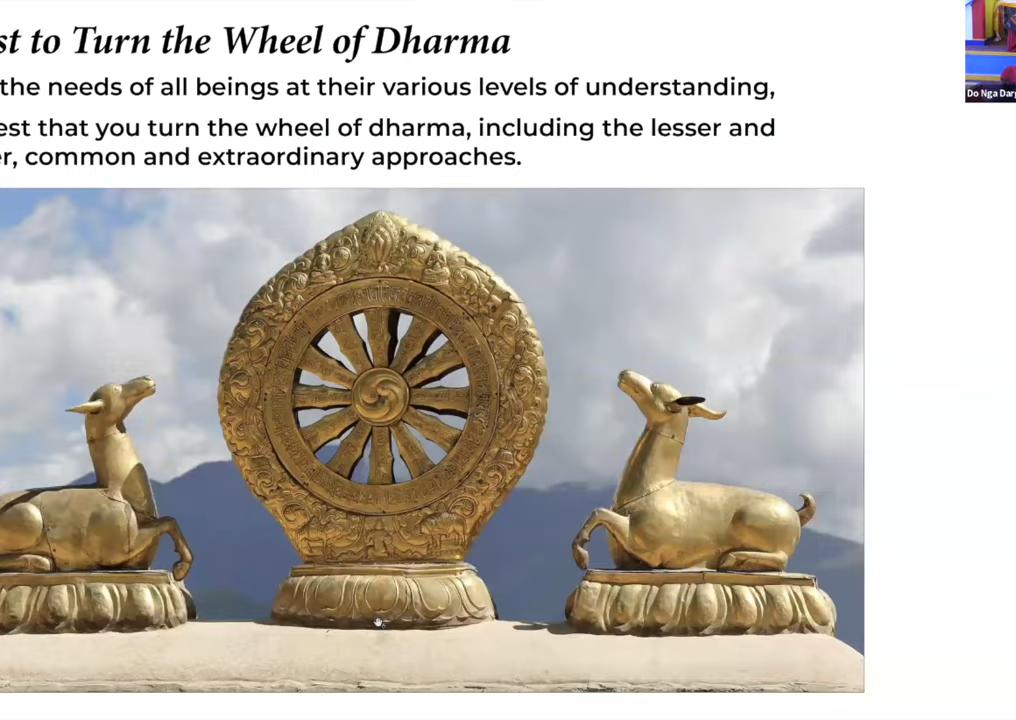 st to Turn the Wheel of Dharma
the needs of all beings at their various levels of understanding,
est that you turn the wheel of dharma, including the lesser and
er, common and extraordinary approaches.
Do Nga Darg